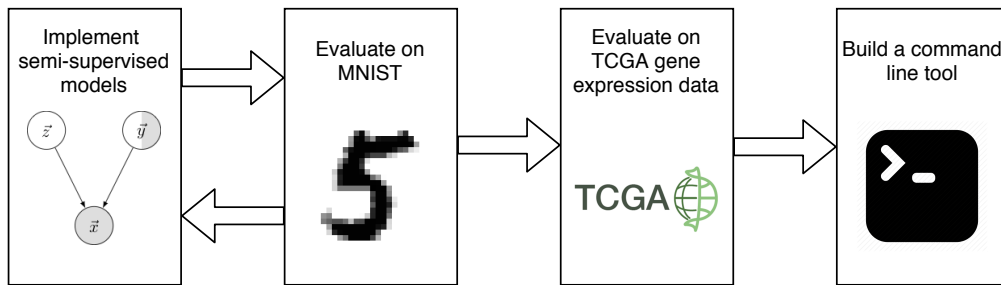 Implement
semi-supervised
models
z⃗
y⃗
x⃗
Evaluate on
MNIST
5
Evaluate on
TCGA gene
expression data
TCGA
Build a command
line tool